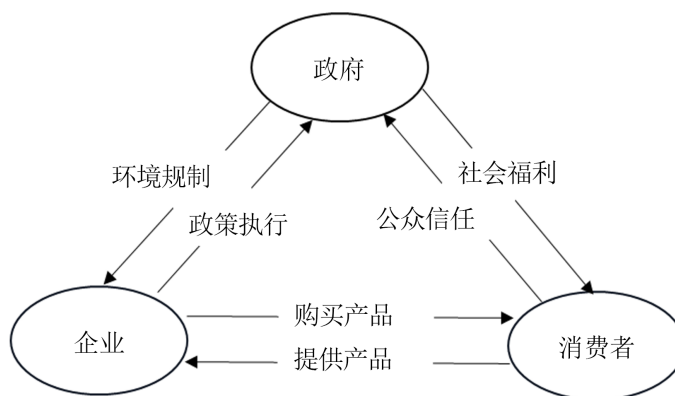 政府
环境规制
社会福利
政策执行
公众信任
企业
购买产品
提供产品
消费者